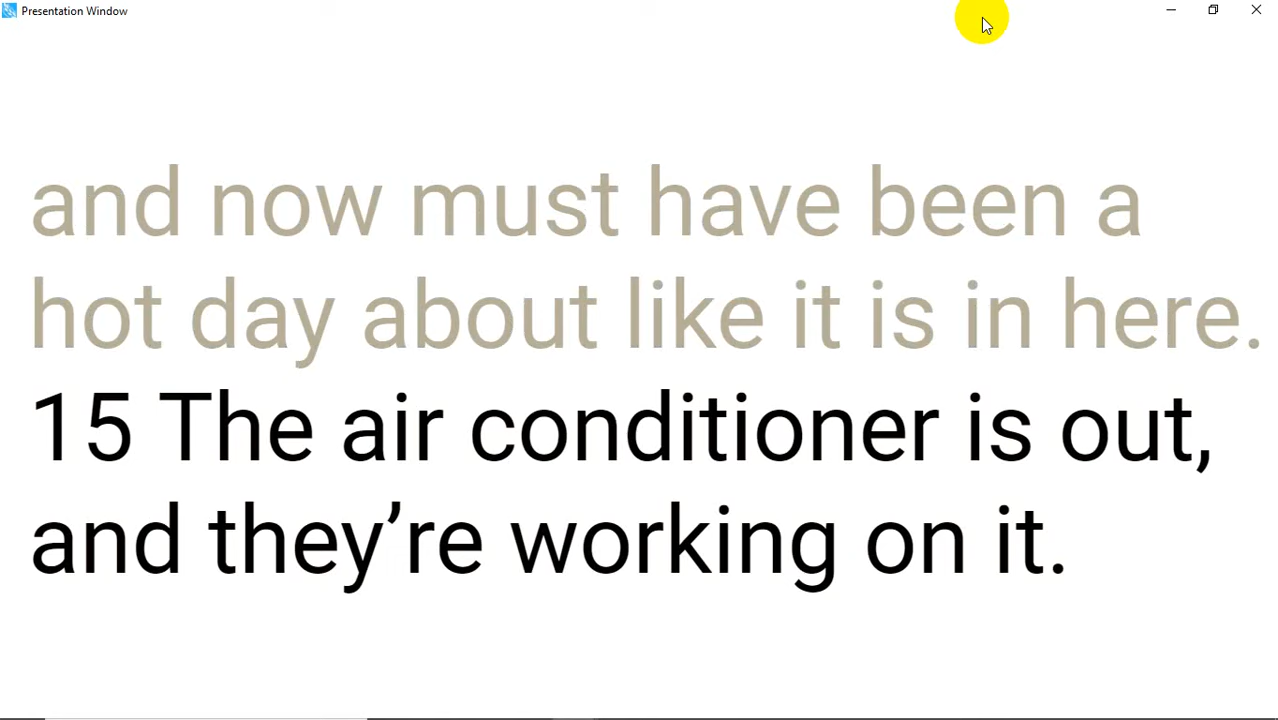 Presentation Window
and now must have been a
hot day about like it is in here.
15 The air conditioner is out,
and they’re working on it.